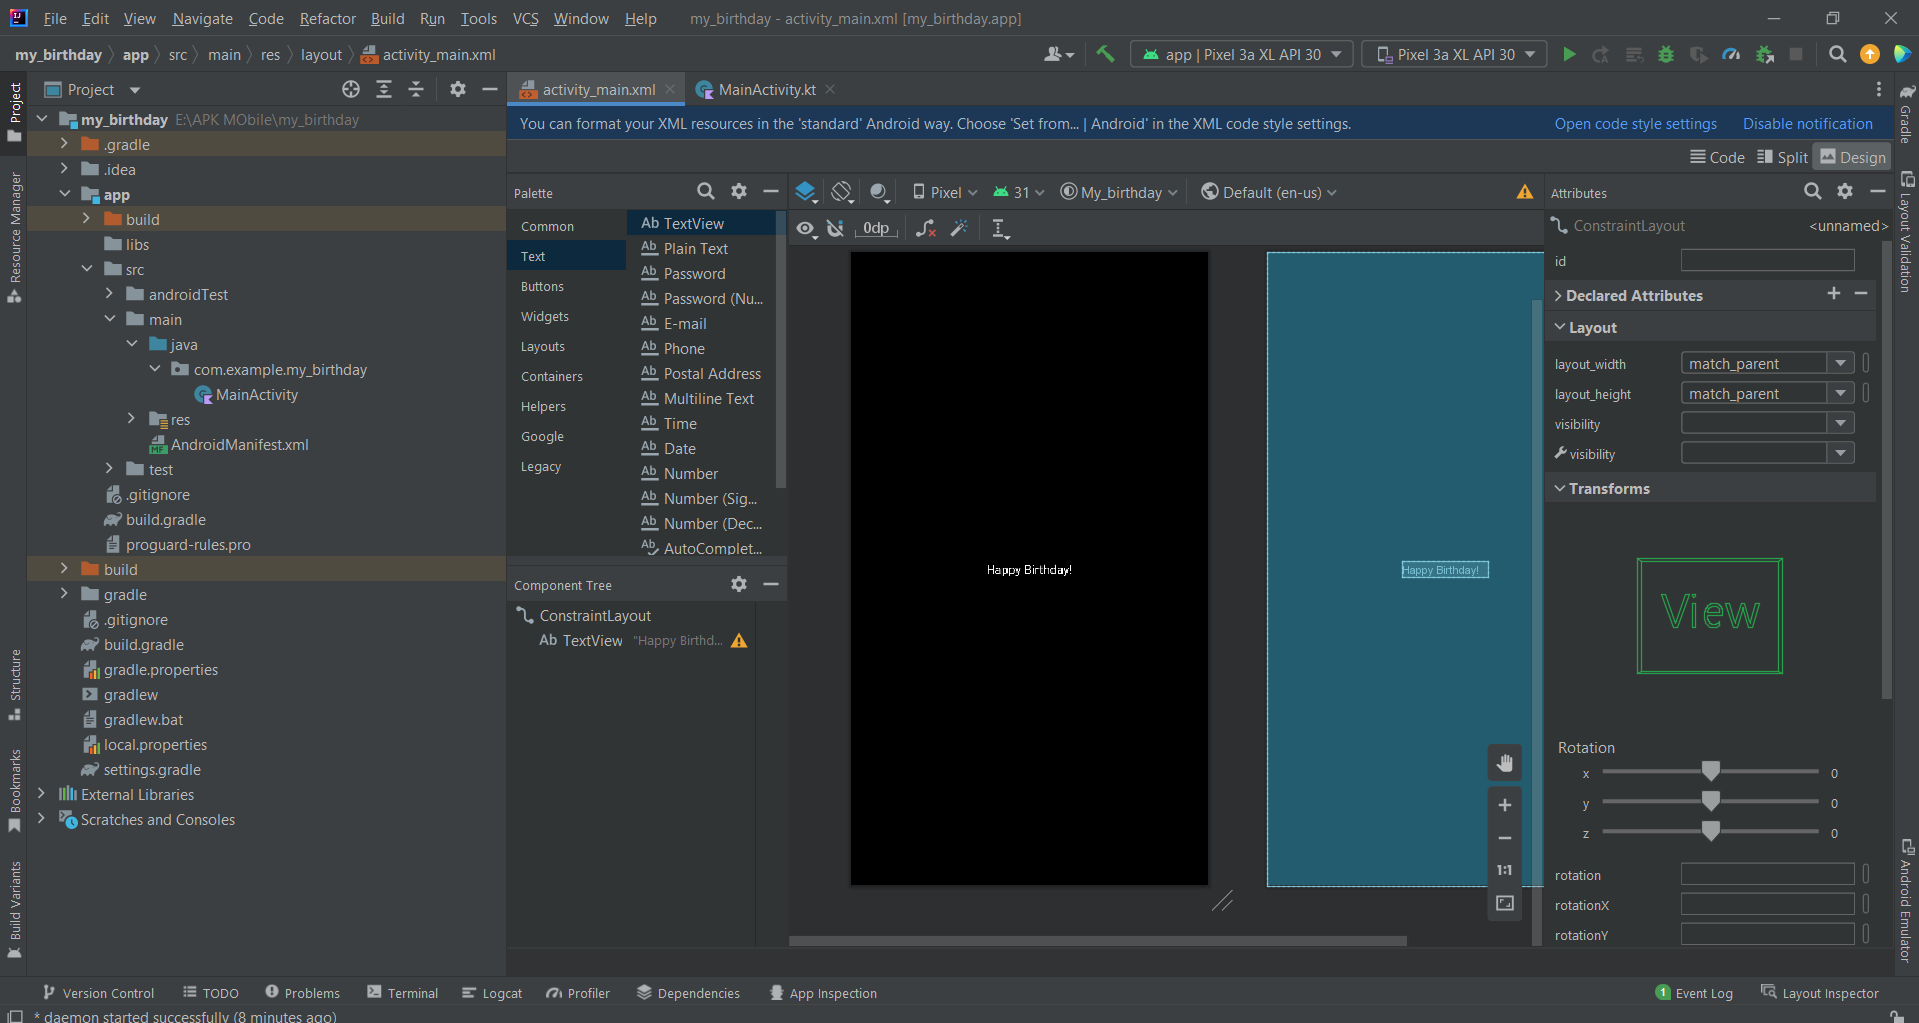 File Edit View Navigate Code Refactor Build Run Tools VCS Window Help my_birthday - activity_main.xml [my_birthday.app]
my_birthday app src main res layout activity_main.xml app | Pixel 3a XL API 30 Pixel 3a XL API 30
Project
activity_main.xml MainActivity.kt
my_birthday E:\APK MObile\my_birthday
You can format your XML resources in the 'standard' Android way. Choose 'Set from... | Android' in the XML code style settings. Open code style settings Disable notification
.gradle
.idea
app
build
libs
src
androidTest
main
java
com.example.my_birthday
MainActivity
res
AndroidManifest.xml
test
.gitignore
build.gradle
proguard-rules.pro
build
gradle
.gitignore
build.gradle
gradle.properties
gradlew
gradlew.bat
local.properties
settings.gradle
External Libraries
Scratches and Consoles
Code Split Design
Palette
Common
Text
Buttons
Widgets
Layouts
Containers
Helpers
Google
Legacy
Ab TextView
Ab Plain Text
Ab Password
Ab Password (Nu...
Ab E-mail
Ab Phone
Ab Postal Address
Ab Multiline Text
Ab Time
Ab Date
Ab Number
Ab Number (Sig...
Ab Number (Dec...
Ab AutoComplet...
Component Tree
ConstraintLayout
Ab TextView "Happy Birthd...
Pixel 31 My_birthday Default (en-us)
0dp
Happy Birthday!
Happy Birthday!
1:1
Attributes
ConstraintLayout <unnamed>
id
Declared Attributes
Layout
layout_width match_parent
layout_height match_parent
visibility
visibility
Transforms
View
Rotation
x 0
y 0
z 0
rotation
rotationX
rotationY
Project
Resource Manager
Structure
Bookmarks
Build Variants
Gradle
Layout Validation
Android Emulator
Version Control TODO Problems Terminal Logcat Profiler Dependencies App Inspection 1 Event Log Layout Inspector
* daemon started successfully (8 minutes ago)